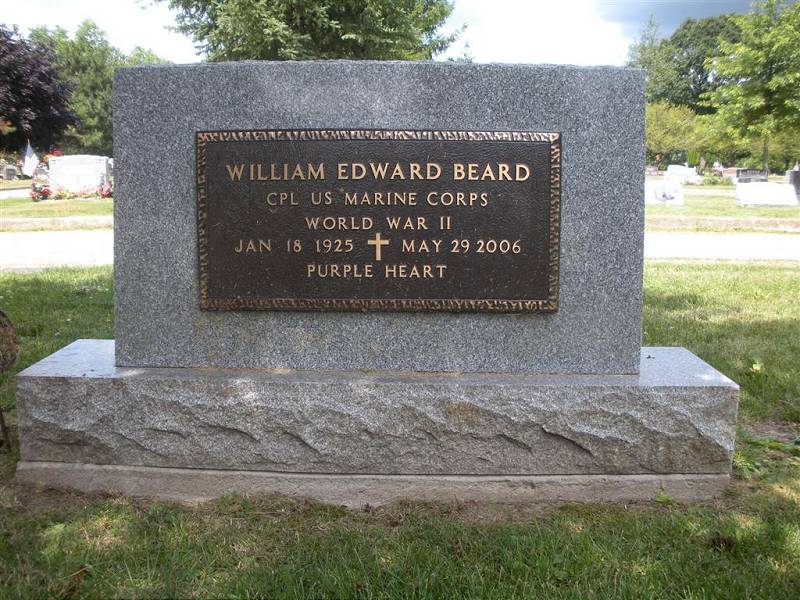 WILLIAM EDWARD BEARD
CPL US MARINE CORPS
WORLD WAR II
JAN 18 1925 MAY 29 2006
PURPLE HEART